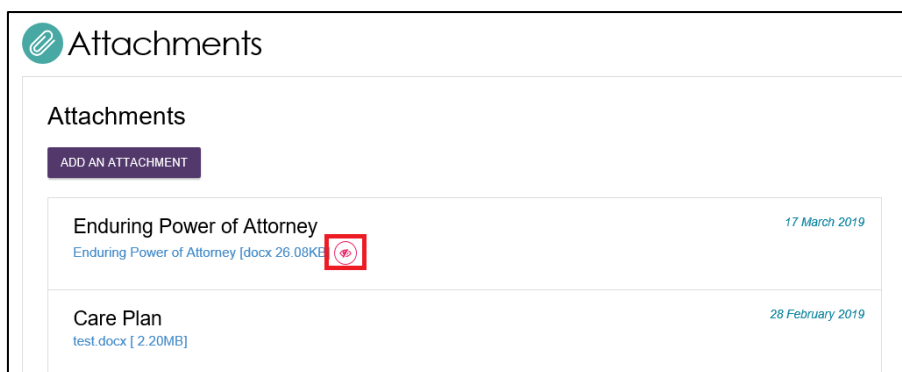 Attachments
Attachments
ADD AN ATTACHMENT
Enduring Power of Attorney
17 March 2019
Enduring Power of Attorney [docx 26.08KB]
Care Plan
28 February 2019
test.docx [ 2.20MB]